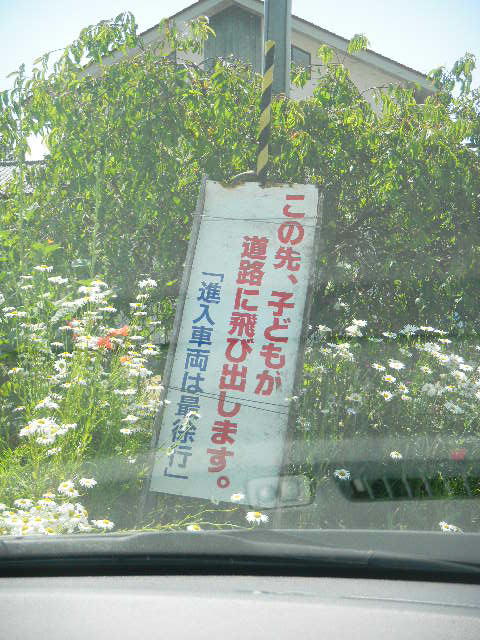 この先、子どもが
道路に飛び出します。
「進入車両は最徐行」